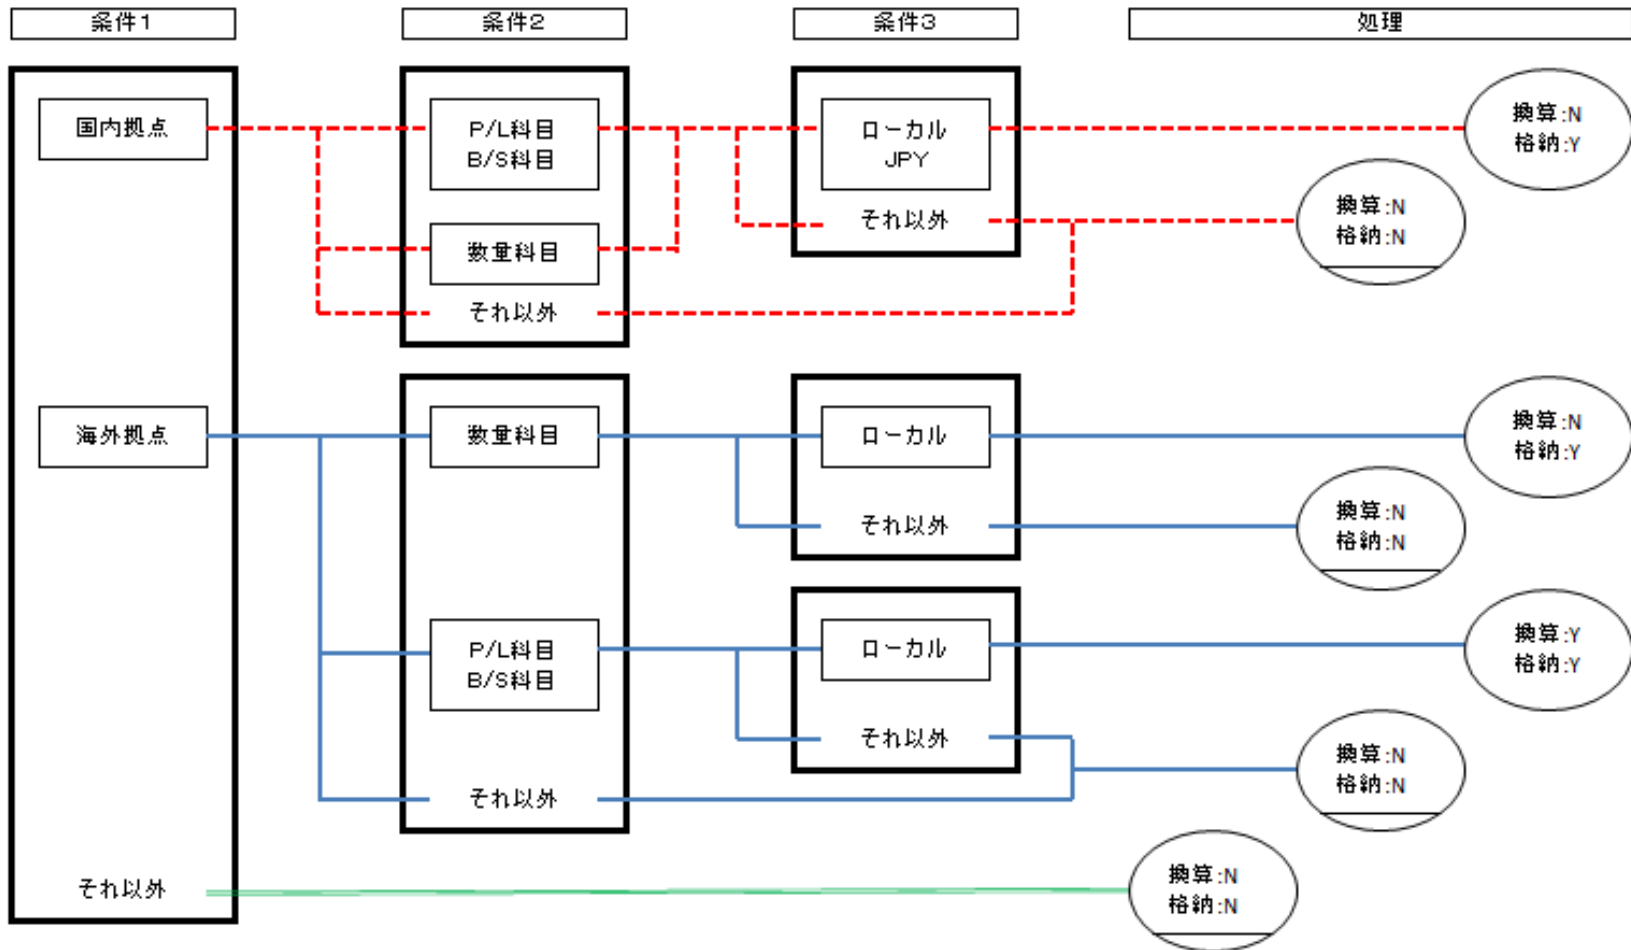 条件1
条件2
条件3
処理
国内拠点
P/L科目
B/S科目
ローカル
JPY
換算:N
格納:Y
それ以外
換算:N
格納:N
数量科目
それ以外
海外拠点
数量科目
ローカル
換算:N
格納:Y
それ以外
換算:N
格納:N
P/L科目
B/S科目
ローカル
換算:Y
格納:Y
それ以外
換算:N
格納:N
それ以外
それ以外
換算:N
格納:N